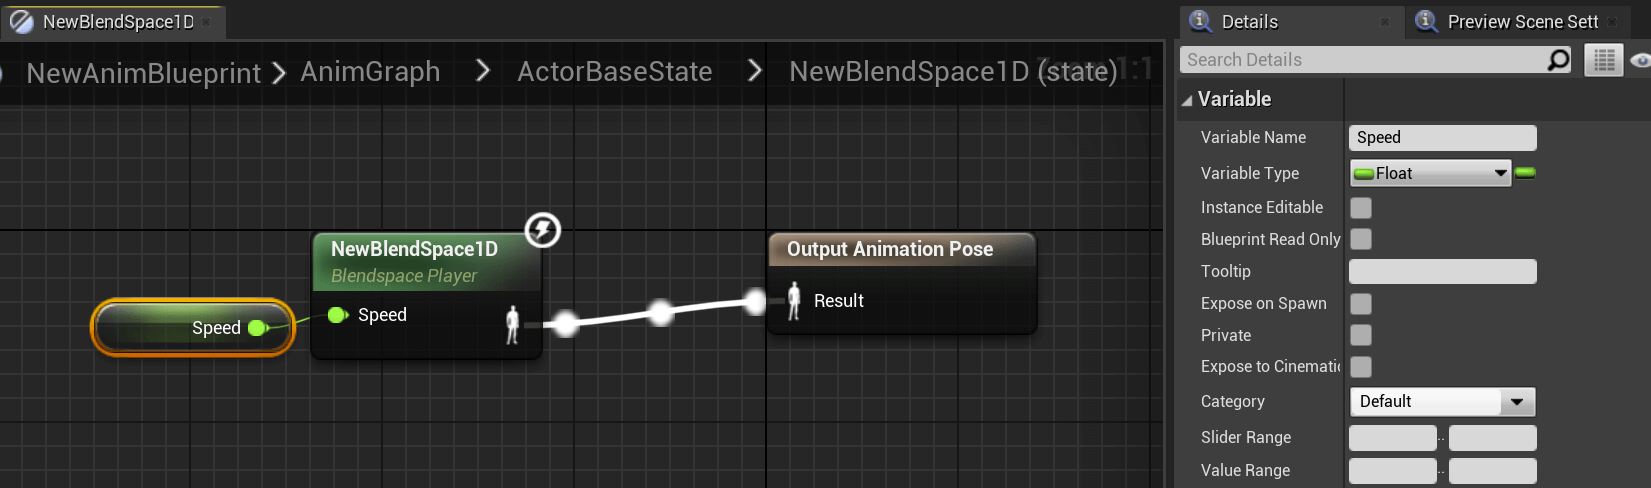 NewBlendSpace1D
NewAnimBlueprint > AnimGraph > ActorBaseState > NewBlendSpace1D (state)
Zoom 1:1
NewBlendSpace1D
Blendspace Player
Speed
Speed
Output Animation Pose
Result
Details
Preview Scene Sett
Search Details
Variable
Variable Name Speed
Variable Type Float
Instance Editable
Blueprint Read Only
Tooltip
Expose on Spawn
Private
Expose to Cinematic
Category Default
Slider Range ..
Value Range ..